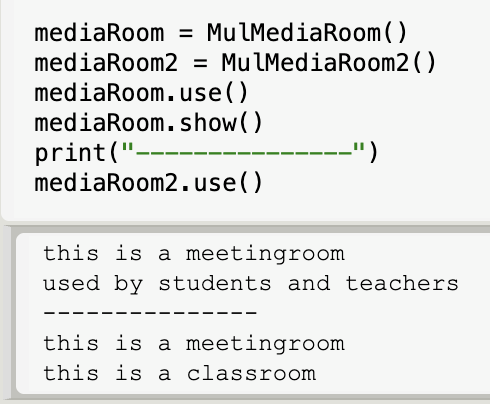 mediaRoom = MulMediaRoom()
mediaRoom2 = MulMediaRoom2()
mediaRoom.use()
mediaRoom.show()
print("---------------")
mediaRoom2.use()
this is a meetingroom
used by students and teachers
---------------
this is a meetingroom
this is a classroom